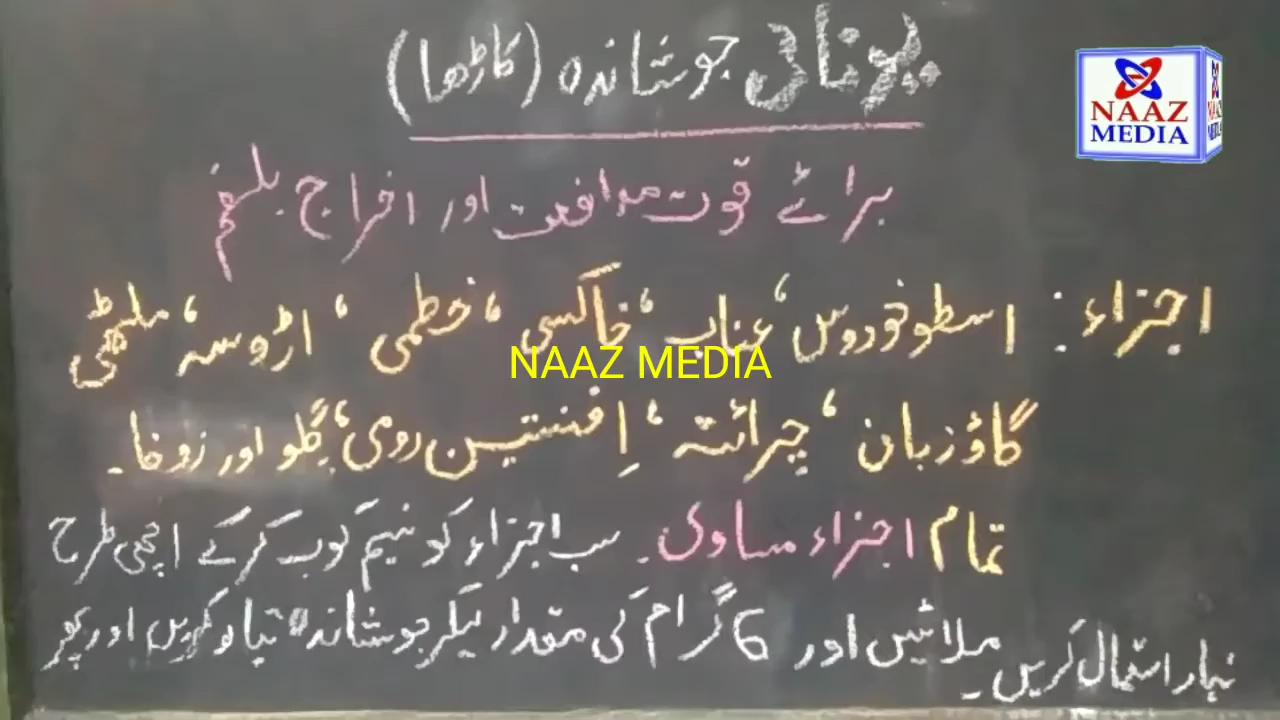 یونانی جوشاندہ (کاڑھا)
NAAZ
MEDIA
برائے قوت مدافعت اور اخراج بلغم
اجزاء : اسطوخودوس، عناب، خاکسی، خطمی، اڑوسہ، ملیٹھی
NAAZ MEDIA
گاؤزبان، چرائتہ، اِفسنتین رومی، گلو اور زوفا۔
تمام اجزاء مساوی۔ سب اجزاء کو نیم کوب کرکے اچھی طرح
ملائیں اور 6 گرام کی مقدار لیکر جوشاندہ تیار کریں اور پھر
نہار استعمال کریں۔